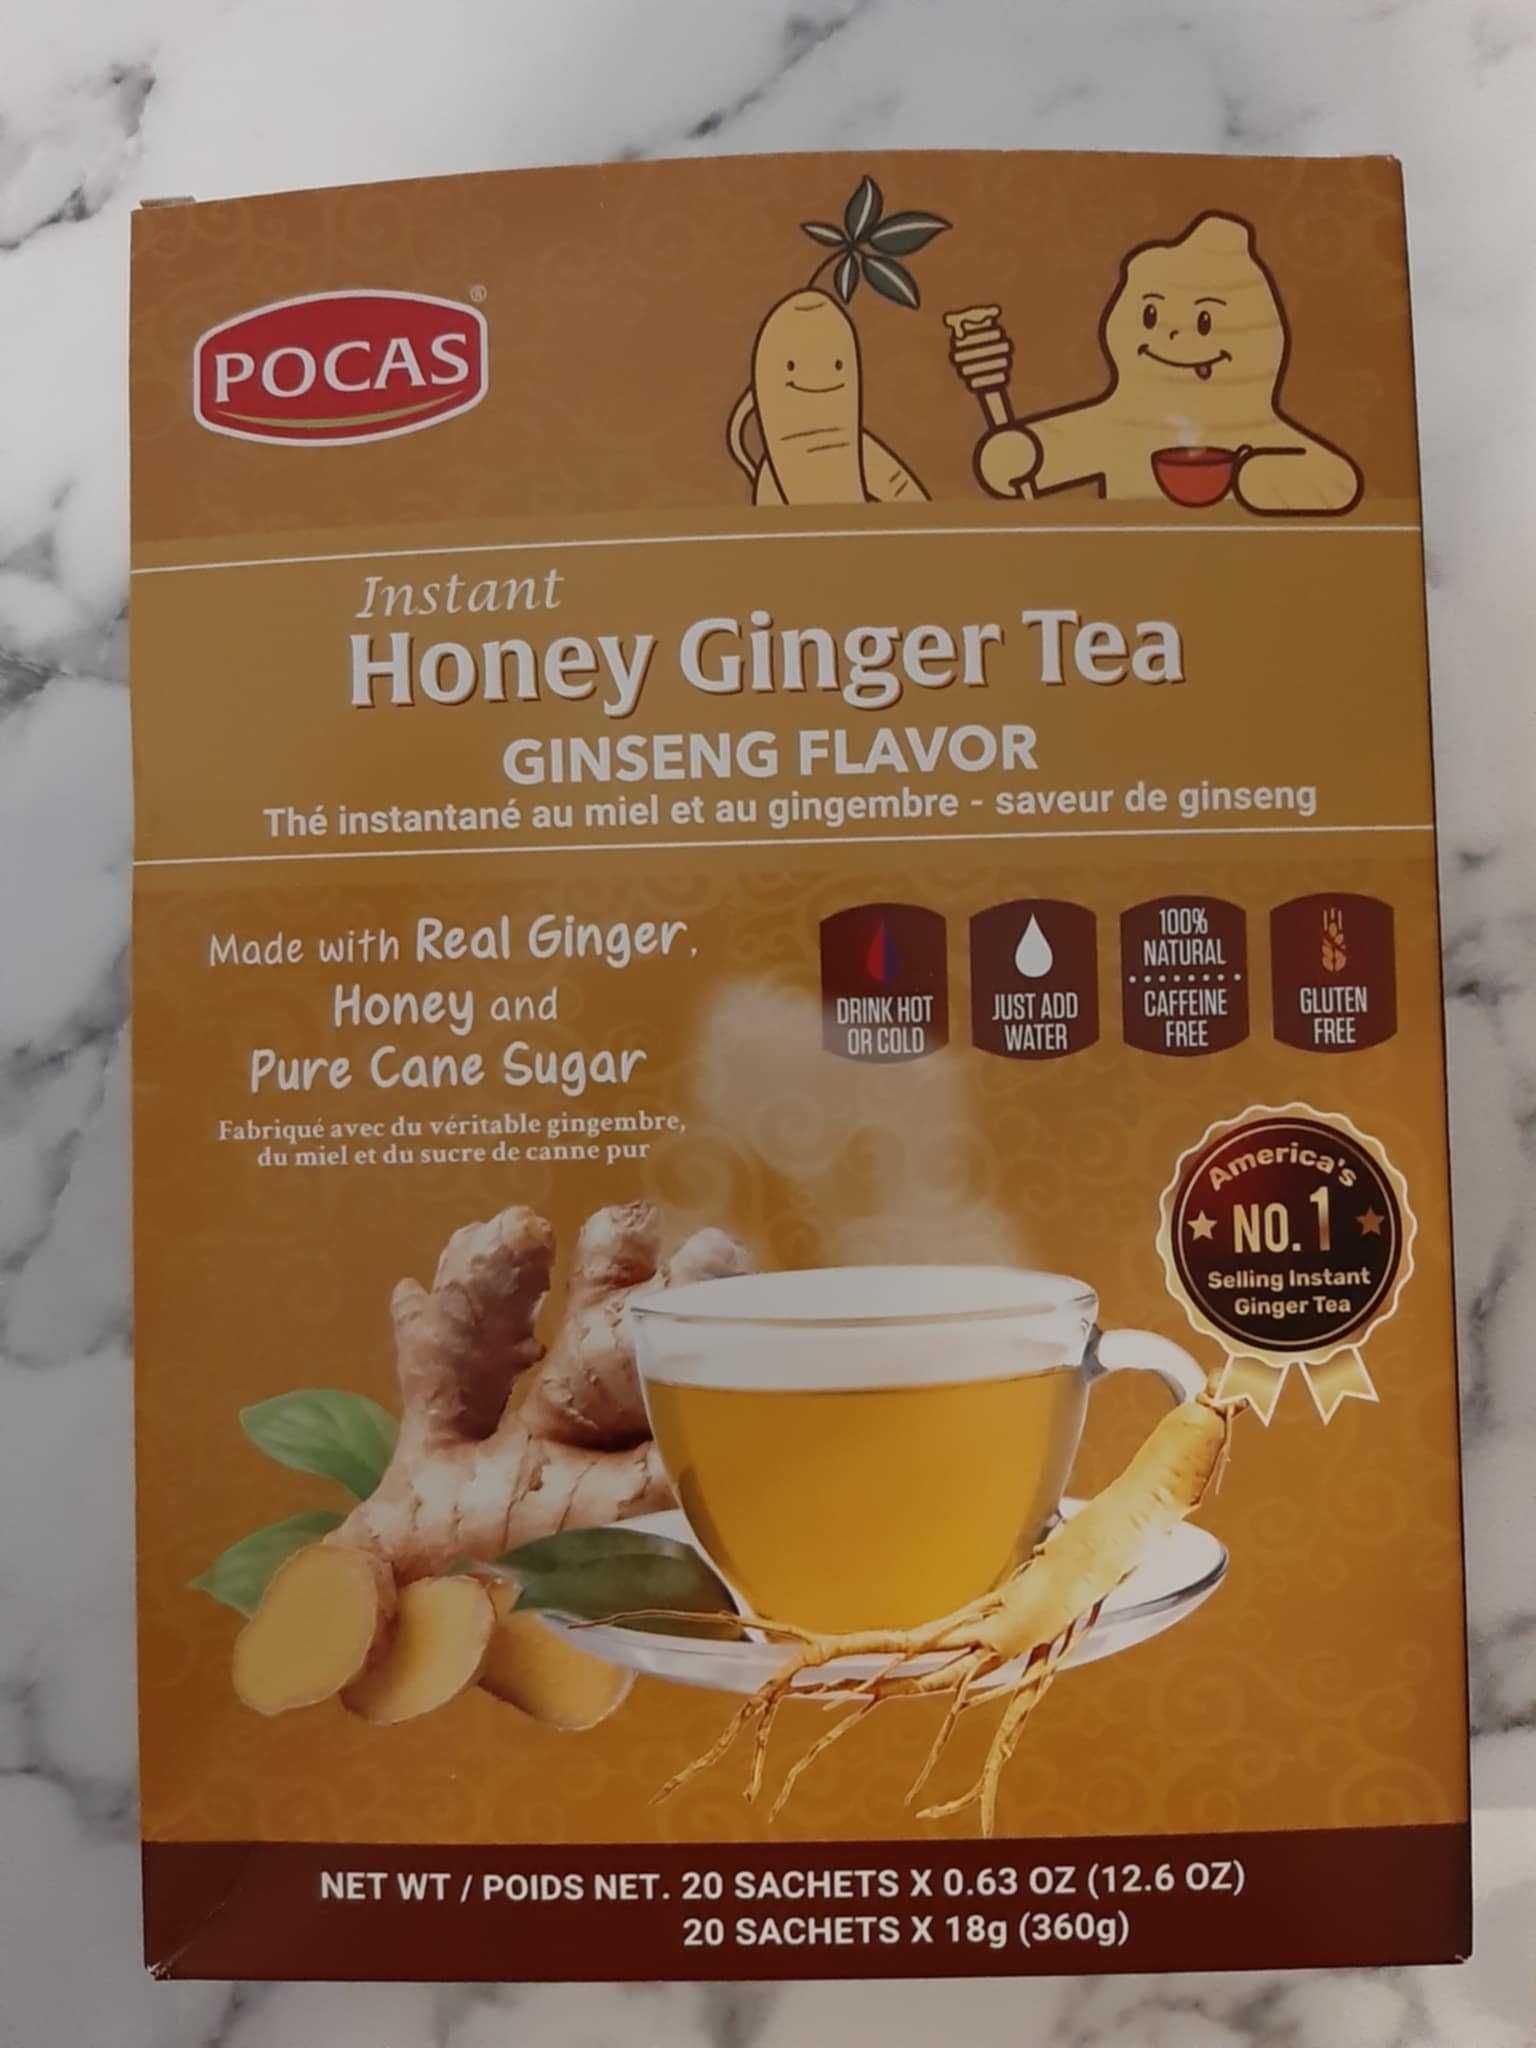 POCAS®
Instant
Honey Ginger Tea
GINSENG FLAVOR
Thé instantané au miel et au gingembre - saveur de ginseng
Made with Real Ginger,
Honey and
Pure Cane Sugar
Fabriqué avec du véritable gingembre,
du miel et du sucre de canne pur
DRINK HOT
OR COLD
JUST ADD
WATER
100%
NATURAL
CAFFEINE
FREE
GLUTEN
FREE
America's
NO.1
Selling Instant
Ginger Tea
NET WT / POIDS NET. 20 SACHETS X 0.63 OZ (12.6 OZ)
20 SACHETS X 18g (360g)